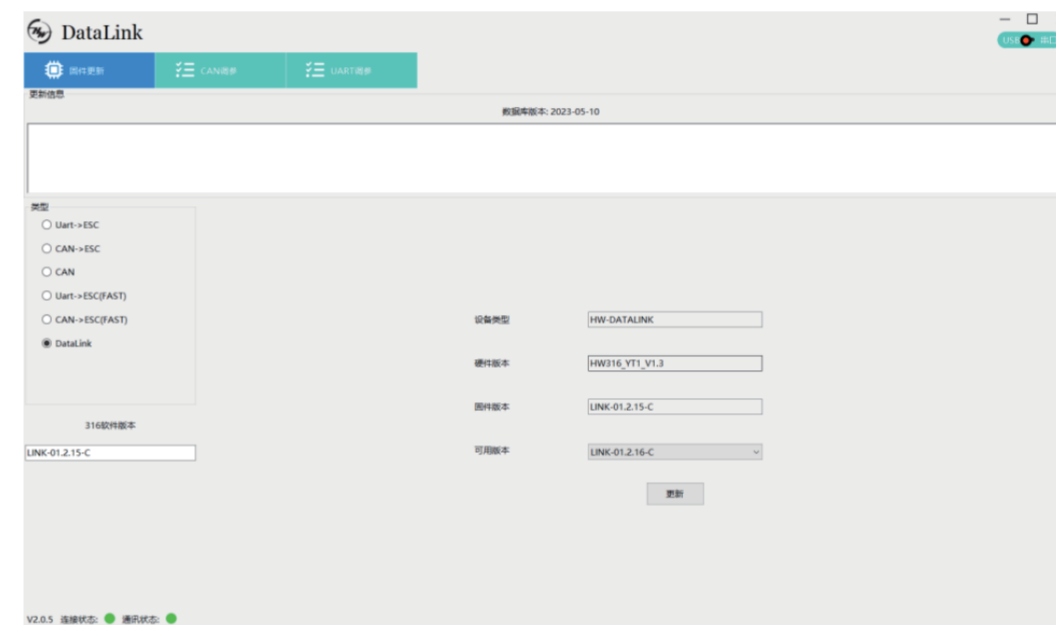 DataLink
USB 串口
固件更新 CAN调参 UART调参
更新信息
数据库版本: 2023-05-10
类型
Uart->ESC
CAN->ESC
CAN
Uart->ESC(FAST)
CAN->ESC(FAST)
DataLink
设备类型 HW-DATALINK
硬件版本 HW316_YT1_V1.3
固件版本 LINK-01.2.15-C
316软件版本
LINK-01.2.15-C
可用版本 LINK-01.2.16-C
更新
V2.0.5 连接状态: 通讯状态: